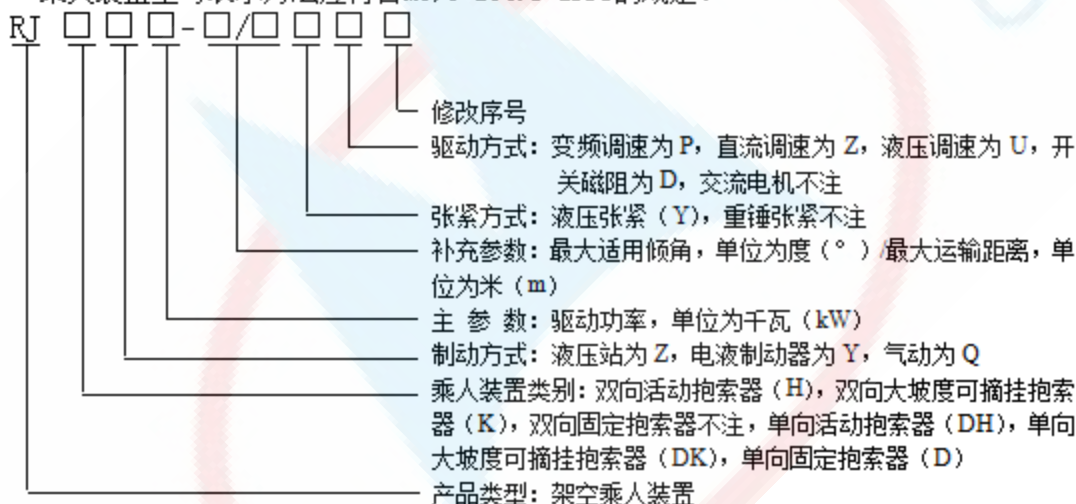 RJ □ □ □-□/□ □ □ □
修改序号
驱动方式：变频调速为 P，直流调速为 Z，液压调速为 U，开
关磁阻为 D，交流电机不注
张紧方式：液压张紧（Y），重锤张紧不注
补充参数：最大适用倾角，单位为度（°）/最大运输距离，单
位为米（m）
主 参 数：驱动功率，单位为千瓦（kW）
制动方式：液压站为 Z，电液制动器为 Y，气动为 Q
乘人装置类别：双向活动抱索器（H），双向大坡度可摘挂抱索
器（K），双向固定抱索器不注，单向活动抱索器（DH），单向
大坡度可摘挂抱索器（DK），单向固定抱索器（D）
产品类型：架空乘人装置